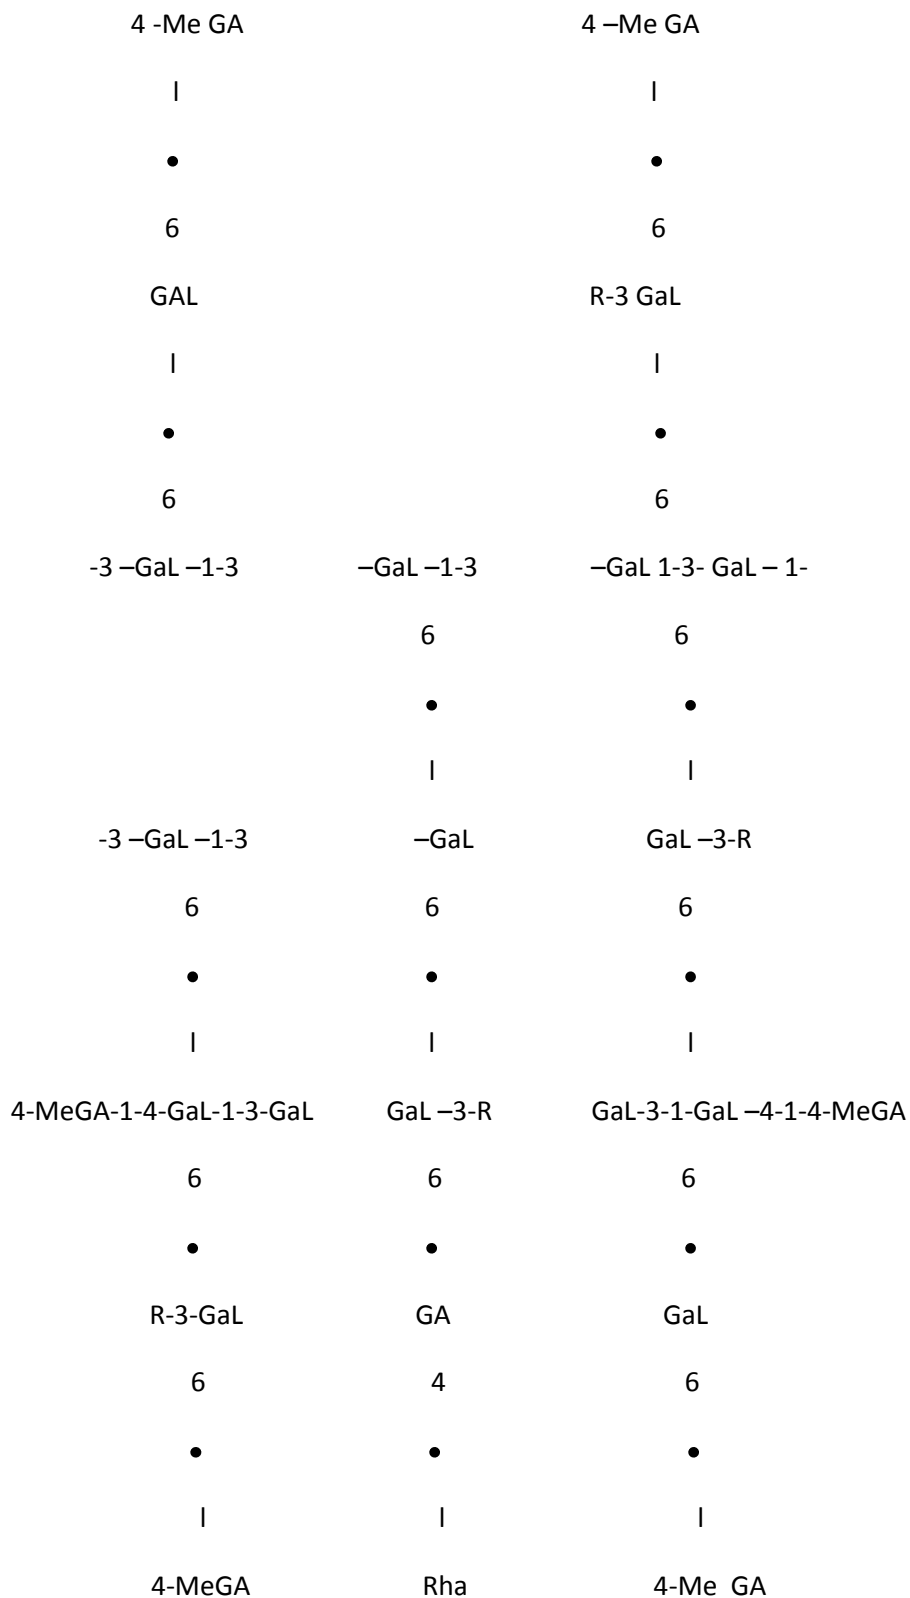 4 -Me GA 4 –Me GA
I I
• •
6 6
GAL R-3 GaL
I I
• •
6 6
-3 –GaL –1-3 –GaL –1-3 –GaL 1-3- GaL – 1-
6 6
• •
I I
-3 –GaL –1-3 –GaL GaL –3-R
6 6 6
• • •
I I I
4-MeGA-1-4-GaL-1-3-GaL GaL –3-R GaL-3-1-GaL –4-1-4-MeGA
6 6 6
• • •
R-3-GaL GA GaL
6 4 6
• • •
I I I
4-MeGA Rha 4-Me GA